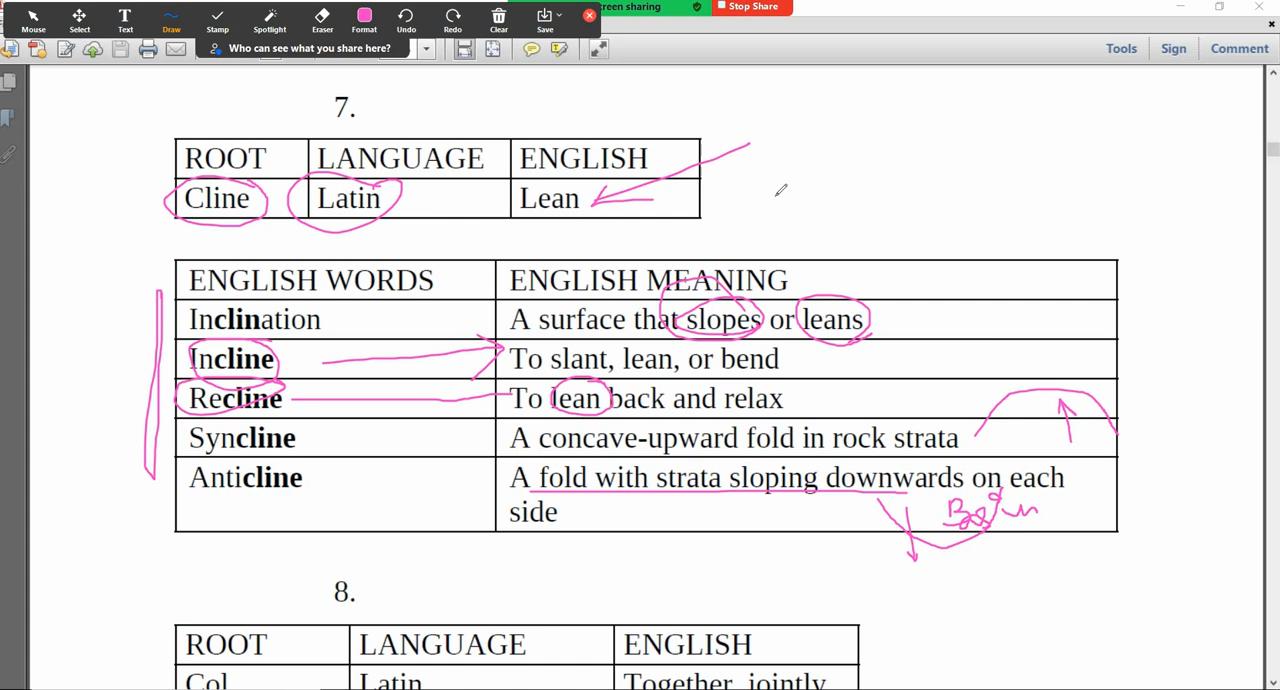 creen sharing
Stop Share
Mouse Select Text Draw Stamp Spotlight Eraser Format Undo Redo Clear Save
Who can see what you share here?
Tools Sign Comment
7.
ROOT LANGUAGE ENGLISH
Cline Latin Lean
ENGLISH WORDS ENGLISH MEANING
Inclination A surface that slopes or leans
Incline To slant, lean, or bend
Recline To lean back and relax
Syncline A concave-upward fold in rock strata
Anticline A fold with strata sloping downwards on each
side
8.
ROOT LANGUAGE ENGLISH
Col Latin Together, jointly